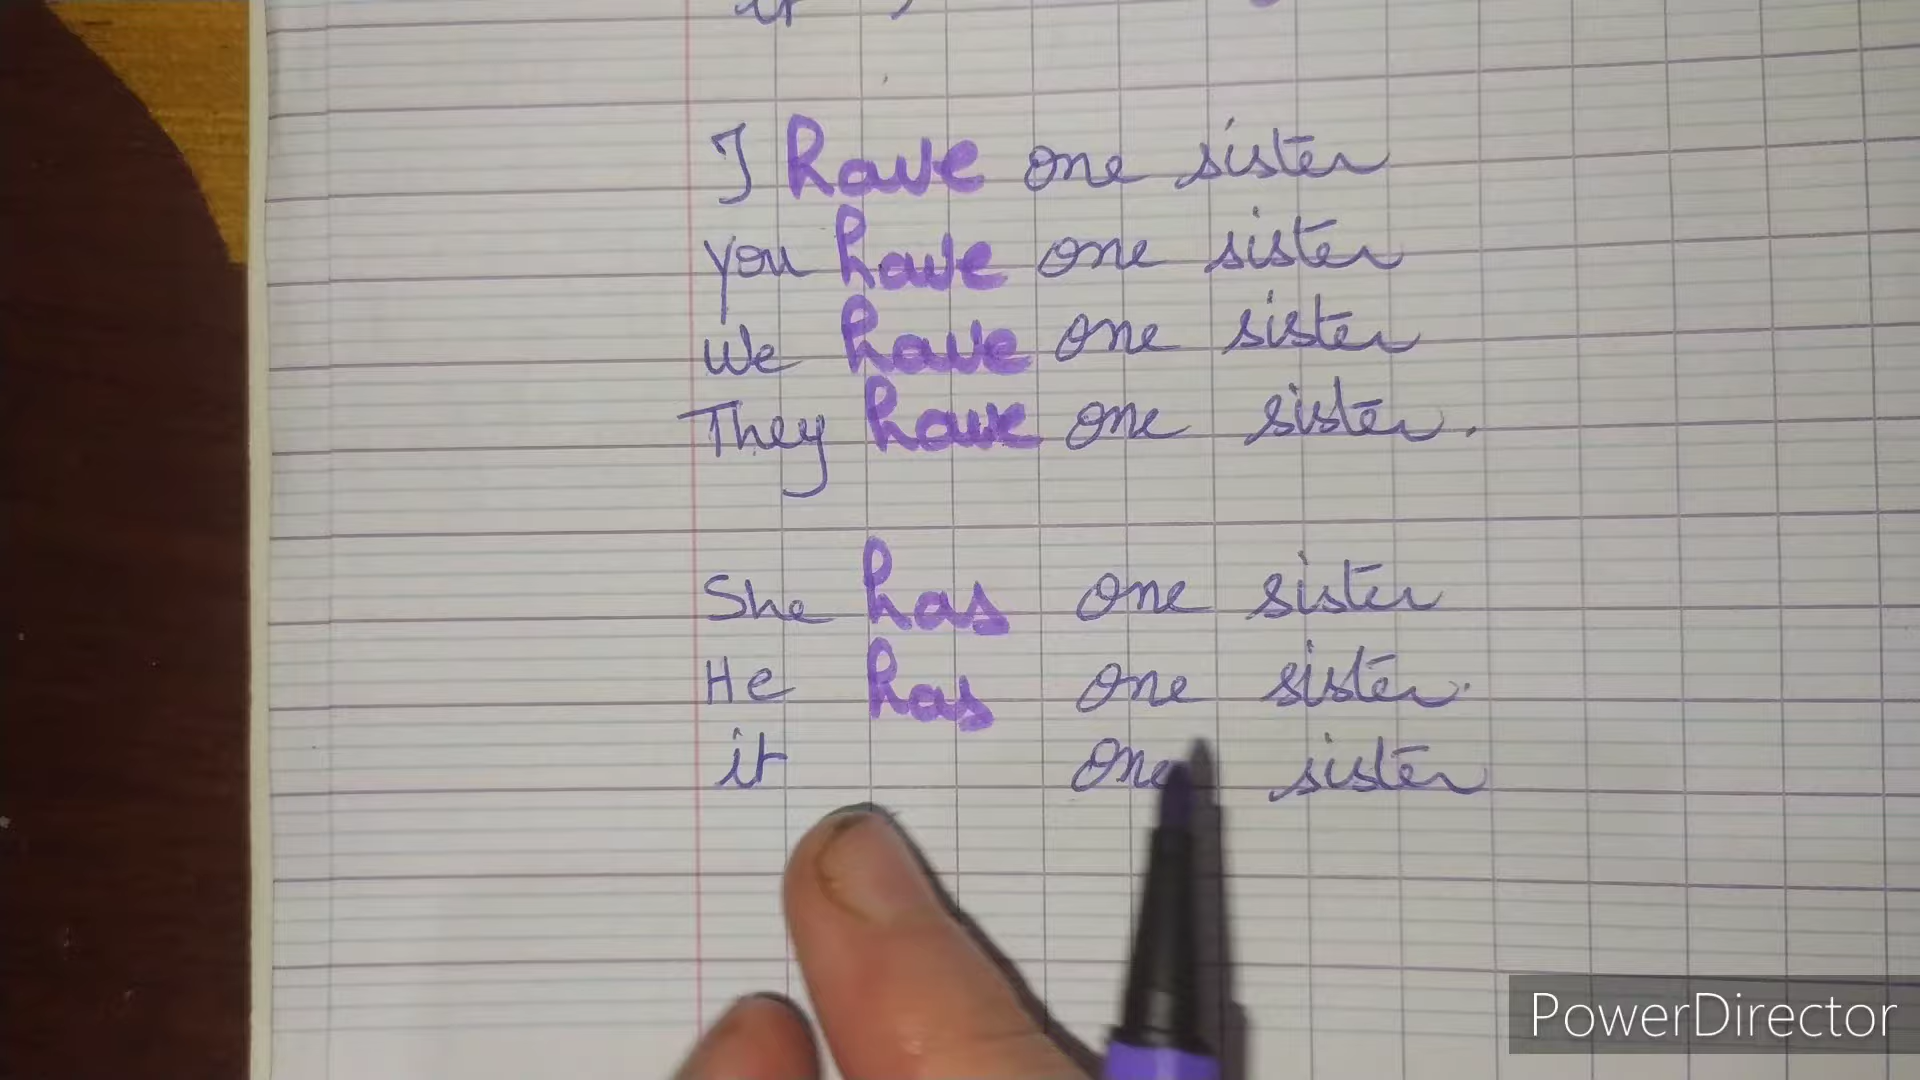 it
I have one sister
you have one sister
we have one sister
They have one sister.
She has one sister
He has one sister.
it one sister
PowerDirector